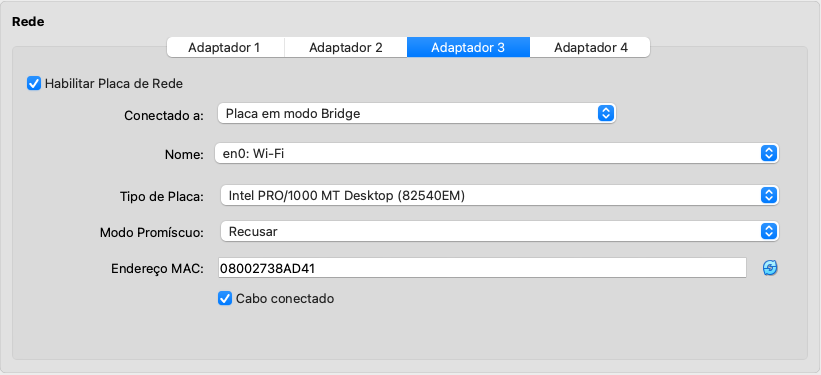 Rede
Adaptador 1 Adaptador 2 Adaptador 3 Adaptador 4
Habilitar Placa de Rede
Conectado a: Placa em modo Bridge
Nome: en0: Wi-Fi
Tipo de Placa: Intel PRO/1000 MT Desktop (82540EM)
Modo Promíscuo: Recusar
Endereço MAC: 08002738AD41
Cabo conectado